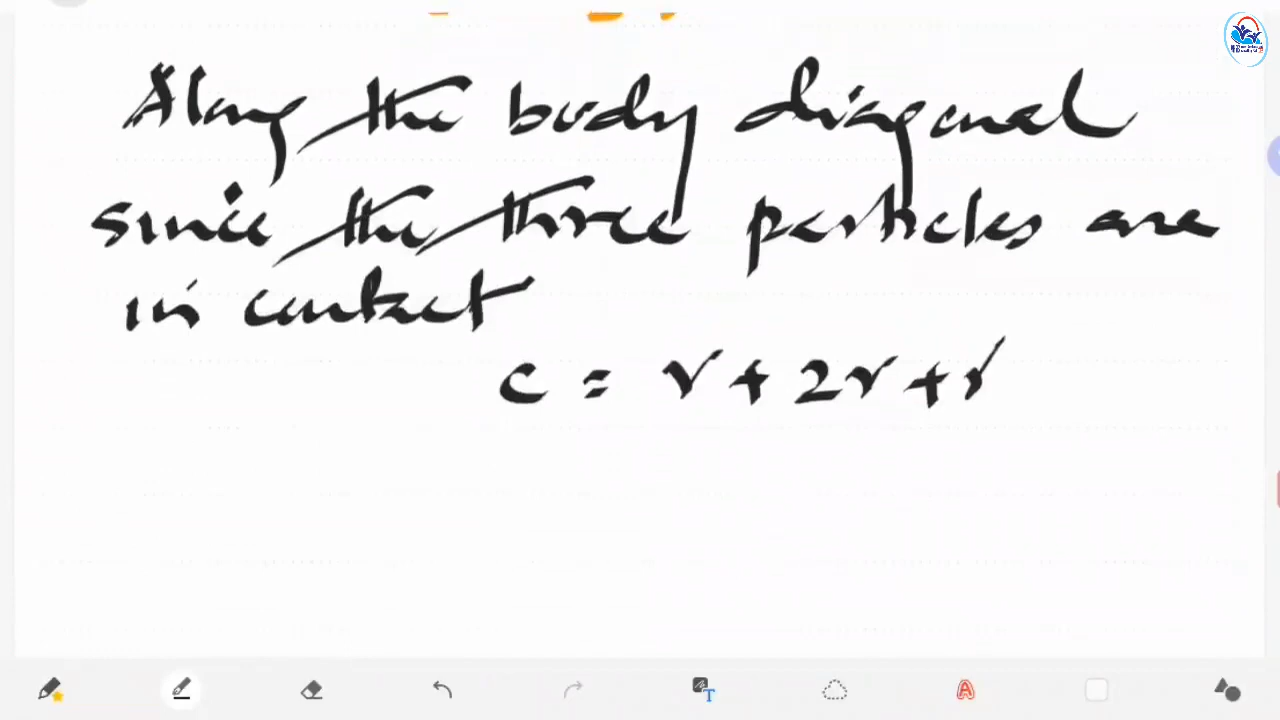 Along the body diagonal
since the three particles are
in contact
c = r + 2r + r